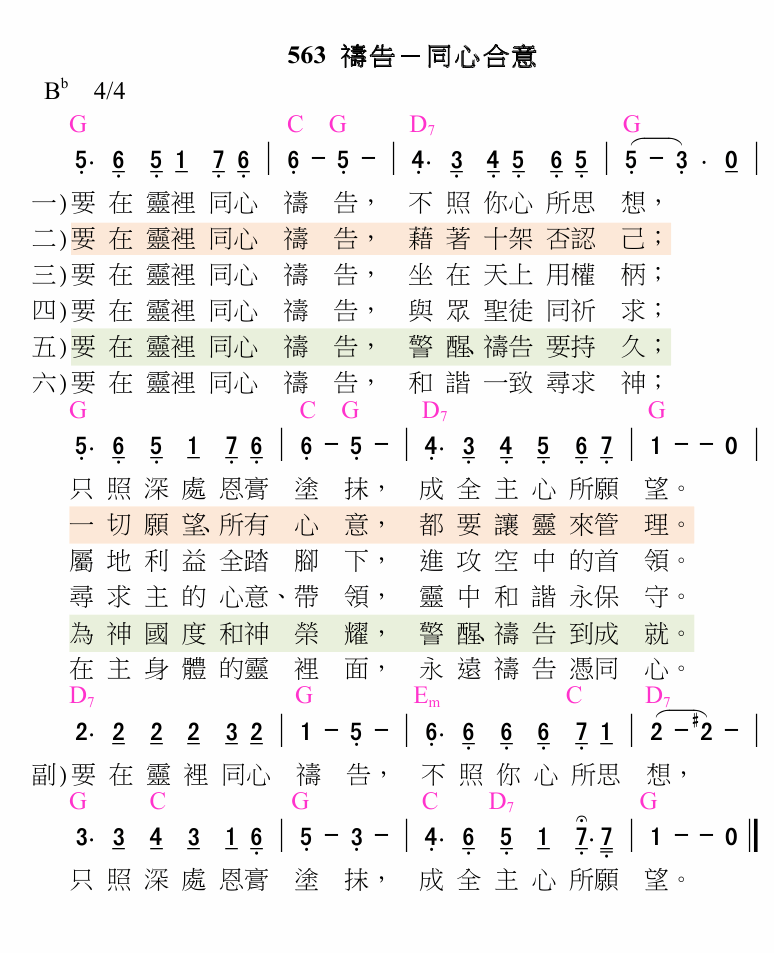 563 禱告－同心合意
Bb 4/4
G C G D7 G
5· 6 5 1 7 6 | 6 － 5 － | 4· 3 4 5 6 5 | 5 － 3 · 0 |
一)要 在 靈裡 同心 禱 告， 不 照 你心 所思 想，
二)要 在 靈裡 同心 禱 告， 藉 著 十架 否認 己；
三)要 在 靈裡 同心 禱 告， 坐 在 天上 用權 柄；
四)要 在 靈裡 同心 禱 告， 與 眾 聖徒 同祈 求；
五)要 在 靈裡 同心 禱 告， 警 醒、禱告 要持 久；
六)要 在 靈裡 同心 禱 告， 和 諧 一致 尋求 神；
G C G D7 G
5· 6 5 1 7 6 | 6 － 5 － | 4· 3 4 5 6 7 | 1 － － 0 |
只 照 深 處 恩膏 塗 抹， 成 全 主 心 所願 望。
一 切 願 望、所有 心 意， 都 要 讓 靈 來管 理。
屬 地 利 益 全踏 腳 下， 進 攻 空 中 的首 領。
尋 求 主 的 心意、帶 領， 靈 中 和 諧 永保 守。
為 神 國 度 和神 榮 耀， 警 醒、禱 告 到成 就。
在 主 身 體 的靈 裡 面， 永 遠 禱 告 憑同 心。
D7 G Em C D7
2· 2 2 2 3 2 | 1 － 5 － | 6· 6 6 6 7 1 | 2 － #2 － |
副)要 在 靈 裡 同心 禱 告， 不 照 你 心 所思 想，
G C G C D7 G
3· 3 4 3 1 6 | 5 － 3 － | 4· 6 5 1 7· 7 | 1 － － 0 ‖
只 照 深 處 恩膏 塗 抹， 成 全 主 心 所願 望。